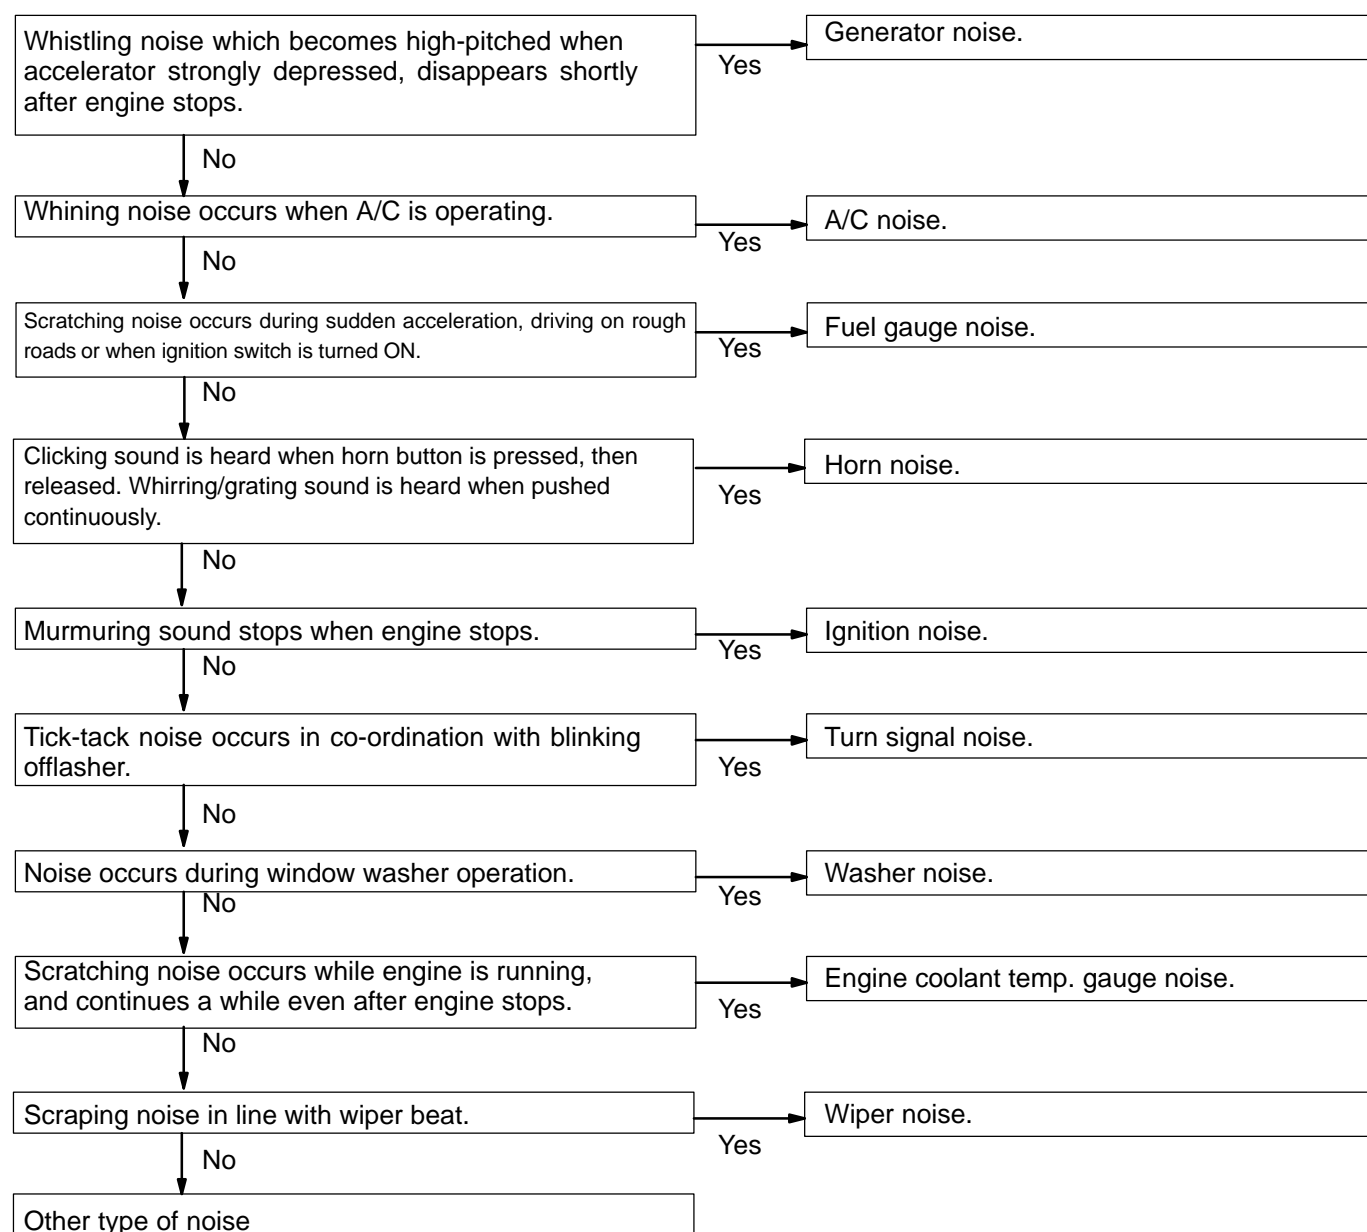 Whistling noise which becomes high-pitched when
accelerator strongly depressed, disappears shortly
after engine stops.
Yes
Generator noise.
No
Whining noise occurs when A/C is operating.
Yes
A/C noise.
No
Scratching noise occurs during sudden acceleration, driving on rough
roads or when ignition switch is turned ON.
Yes
Fuel gauge noise.
No
Clicking sound is heard when horn button is pressed, then
released. Whirring/grating sound is heard when pushed
continuously.
Yes
Horn noise.
No
Murmuring sound stops when engine stops.
Yes
Ignition noise.
No
Tick-tack noise occurs in co-ordination with blinking
offlasher.
Yes
Turn signal noise.
No
Noise occurs during window washer operation.
Yes
Washer noise.
No
Scratching noise occurs while engine is running,
and continues a while even after engine stops.
Yes
Engine coolant temp. gauge noise.
No
Scraping noise in line with wiper beat.
Yes
Wiper noise.
No
Other type of noise